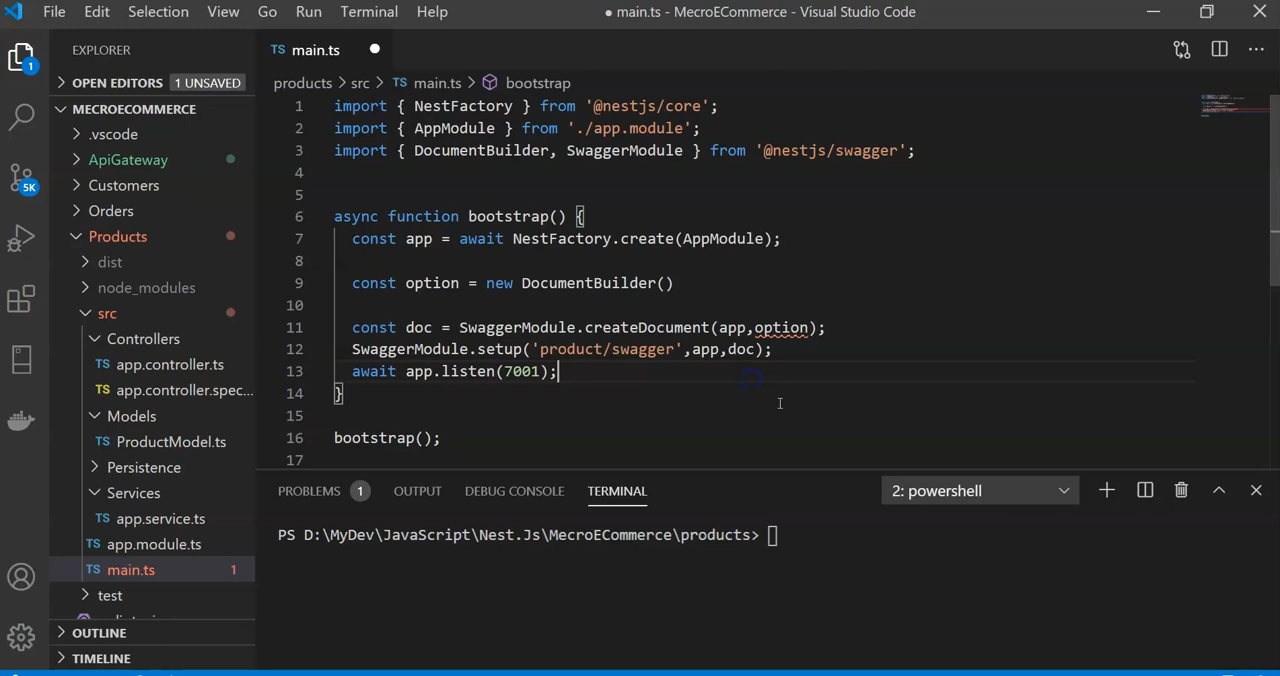 File Edit Selection View Go Run Terminal Help ● main.ts - MecroECommerce - Visual Studio Code
EXPLORER
OPEN EDITORS 1 UNSAVED
MECROECOMMERCE
.vscode
ApiGateway
Customers
Orders
Products
dist
node_modules
src
Controllers
TS app.controller.ts
TS app.controller.spec...
Models
TS ProductModel.ts
Persistence
Services
TS app.service.ts
TS app.module.ts
TS main.ts 1
test
OUTLINE
TIMELINE
1
5K
TS main.ts ●
products > src > TS main.ts > bootstrap
1 import { NestFactory } from '@nestjs/core';
2 import { AppModule } from './app.module';
3 import { DocumentBuilder, SwaggerModule } from '@nestjs/swagger';
4
5
6 async function bootstrap() {
7 const app = await NestFactory.create(AppModule);
8
9 const option = new DocumentBuilder()
10
11 const doc = SwaggerModule.createDocument(app,option);
12 SwaggerModule.setup('product/swagger',app,doc);
13 await app.listen(7001);
14 }
15
16 bootstrap();
17
PROBLEMS 1 OUTPUT DEBUG CONSOLE TERMINAL 2: powershell
PS D:\MyDev\JavaScript\Nest.Js\MecroECommerce\products>